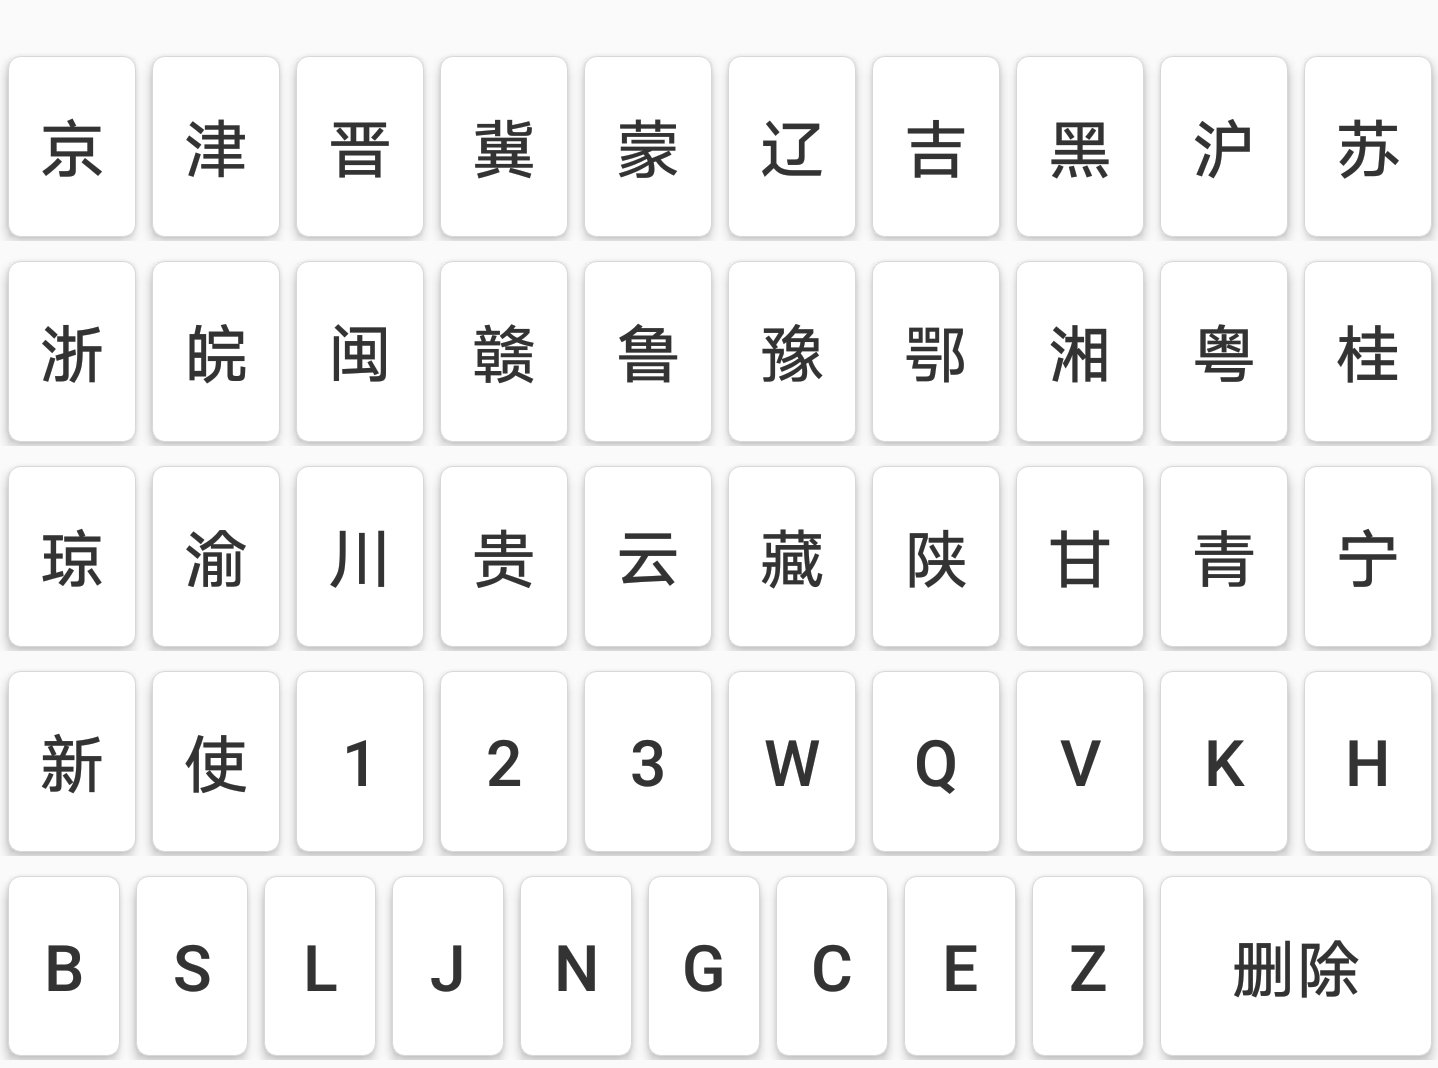 京 津 晋 冀 蒙 辽 吉 黑 沪 苏
浙 皖 闽 赣 鲁 豫 鄂 湘 粤 桂
琼 渝 川 贵 云 藏 陕 甘 青 宁
新 使 1 2 3 W Q V K H
B S L J N G C E Z 删除